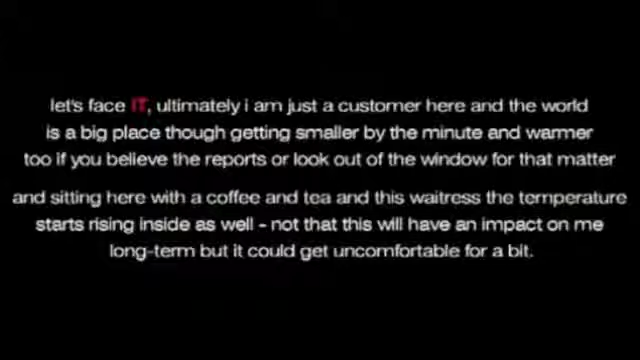 let's face IT, ultimately i am just a customer here and the world
is a big place though getting smaller by the minute and warmer
too if you believe the reports or look out of the window for that matter
and sitting here with a coffee and tea and this waitress the temperature
starts rising inside as well - not that this will have an impact on me
long-term but it could get uncomfortable for a bit.